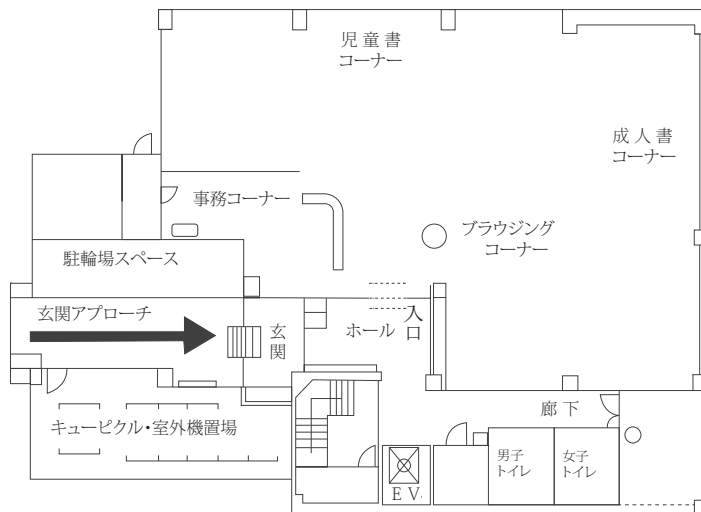 児童書
コーナー
成人書
コーナー
事務コーナー
ブラウジング
コーナー
駐輪場スペース
玄関アプローチ
玄関
ホール
入口
廊下
キュービクル・室外機置場
男子
トイレ
女子
トイレ
EV.